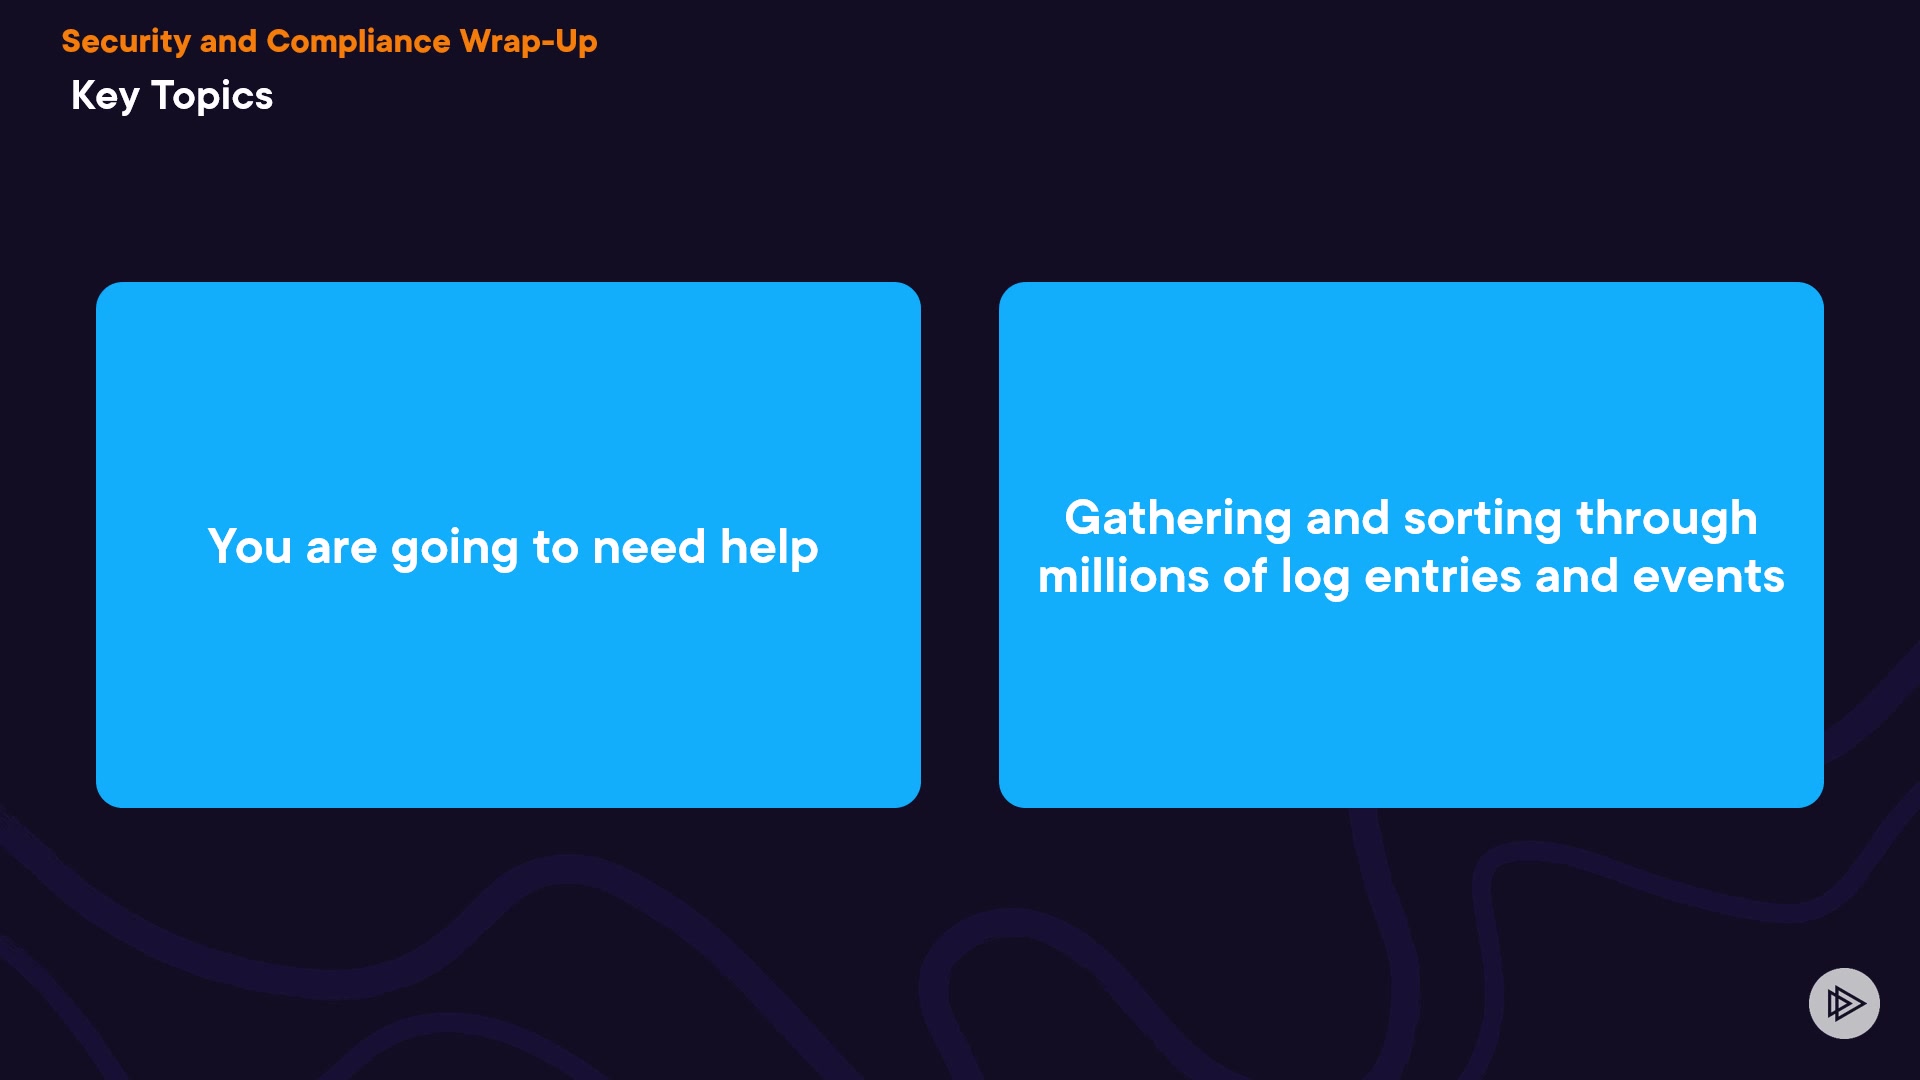 Security and Compliance Wrap-Up
Key Topics
You are going to need help
Gathering and sorting through
millions of log entries and events